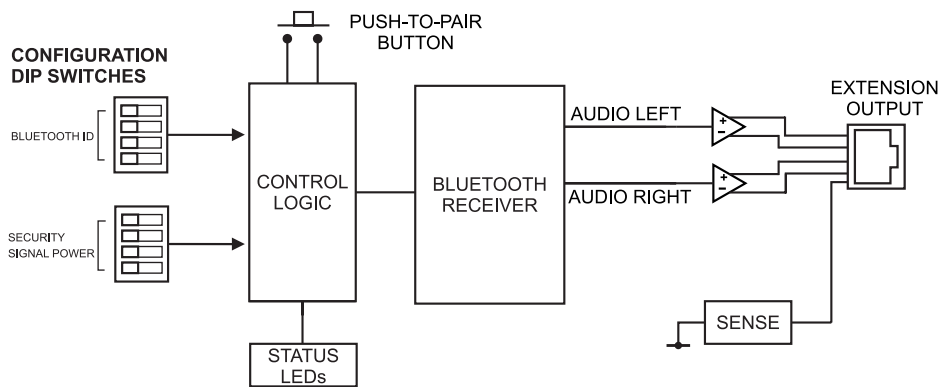 PUSH-TO-PAIR
BUTTON
CONFIGURATION
DIP SWITCHES
BLUETOOTH ID
SECURITY
SIGNAL POWER
CONTROL
LOGIC
STATUS
LEDs
BLUETOOTH
RECEIVER
AUDIO LEFT
AUDIO RIGHT
+
-
+
-
EXTENSION
OUTPUT
SENSE